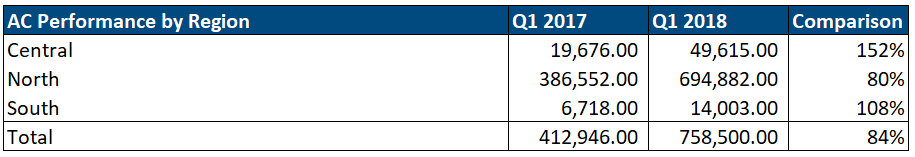 AC Performance by Region Q1 2017 Q1 2018 Comparison
Central 19,676.00 49,615.00 152%
North 386,552.00 694,882.00 80%
South 6,718.00 14,003.00 108%
Total 412,946.00 758,500.00 84%